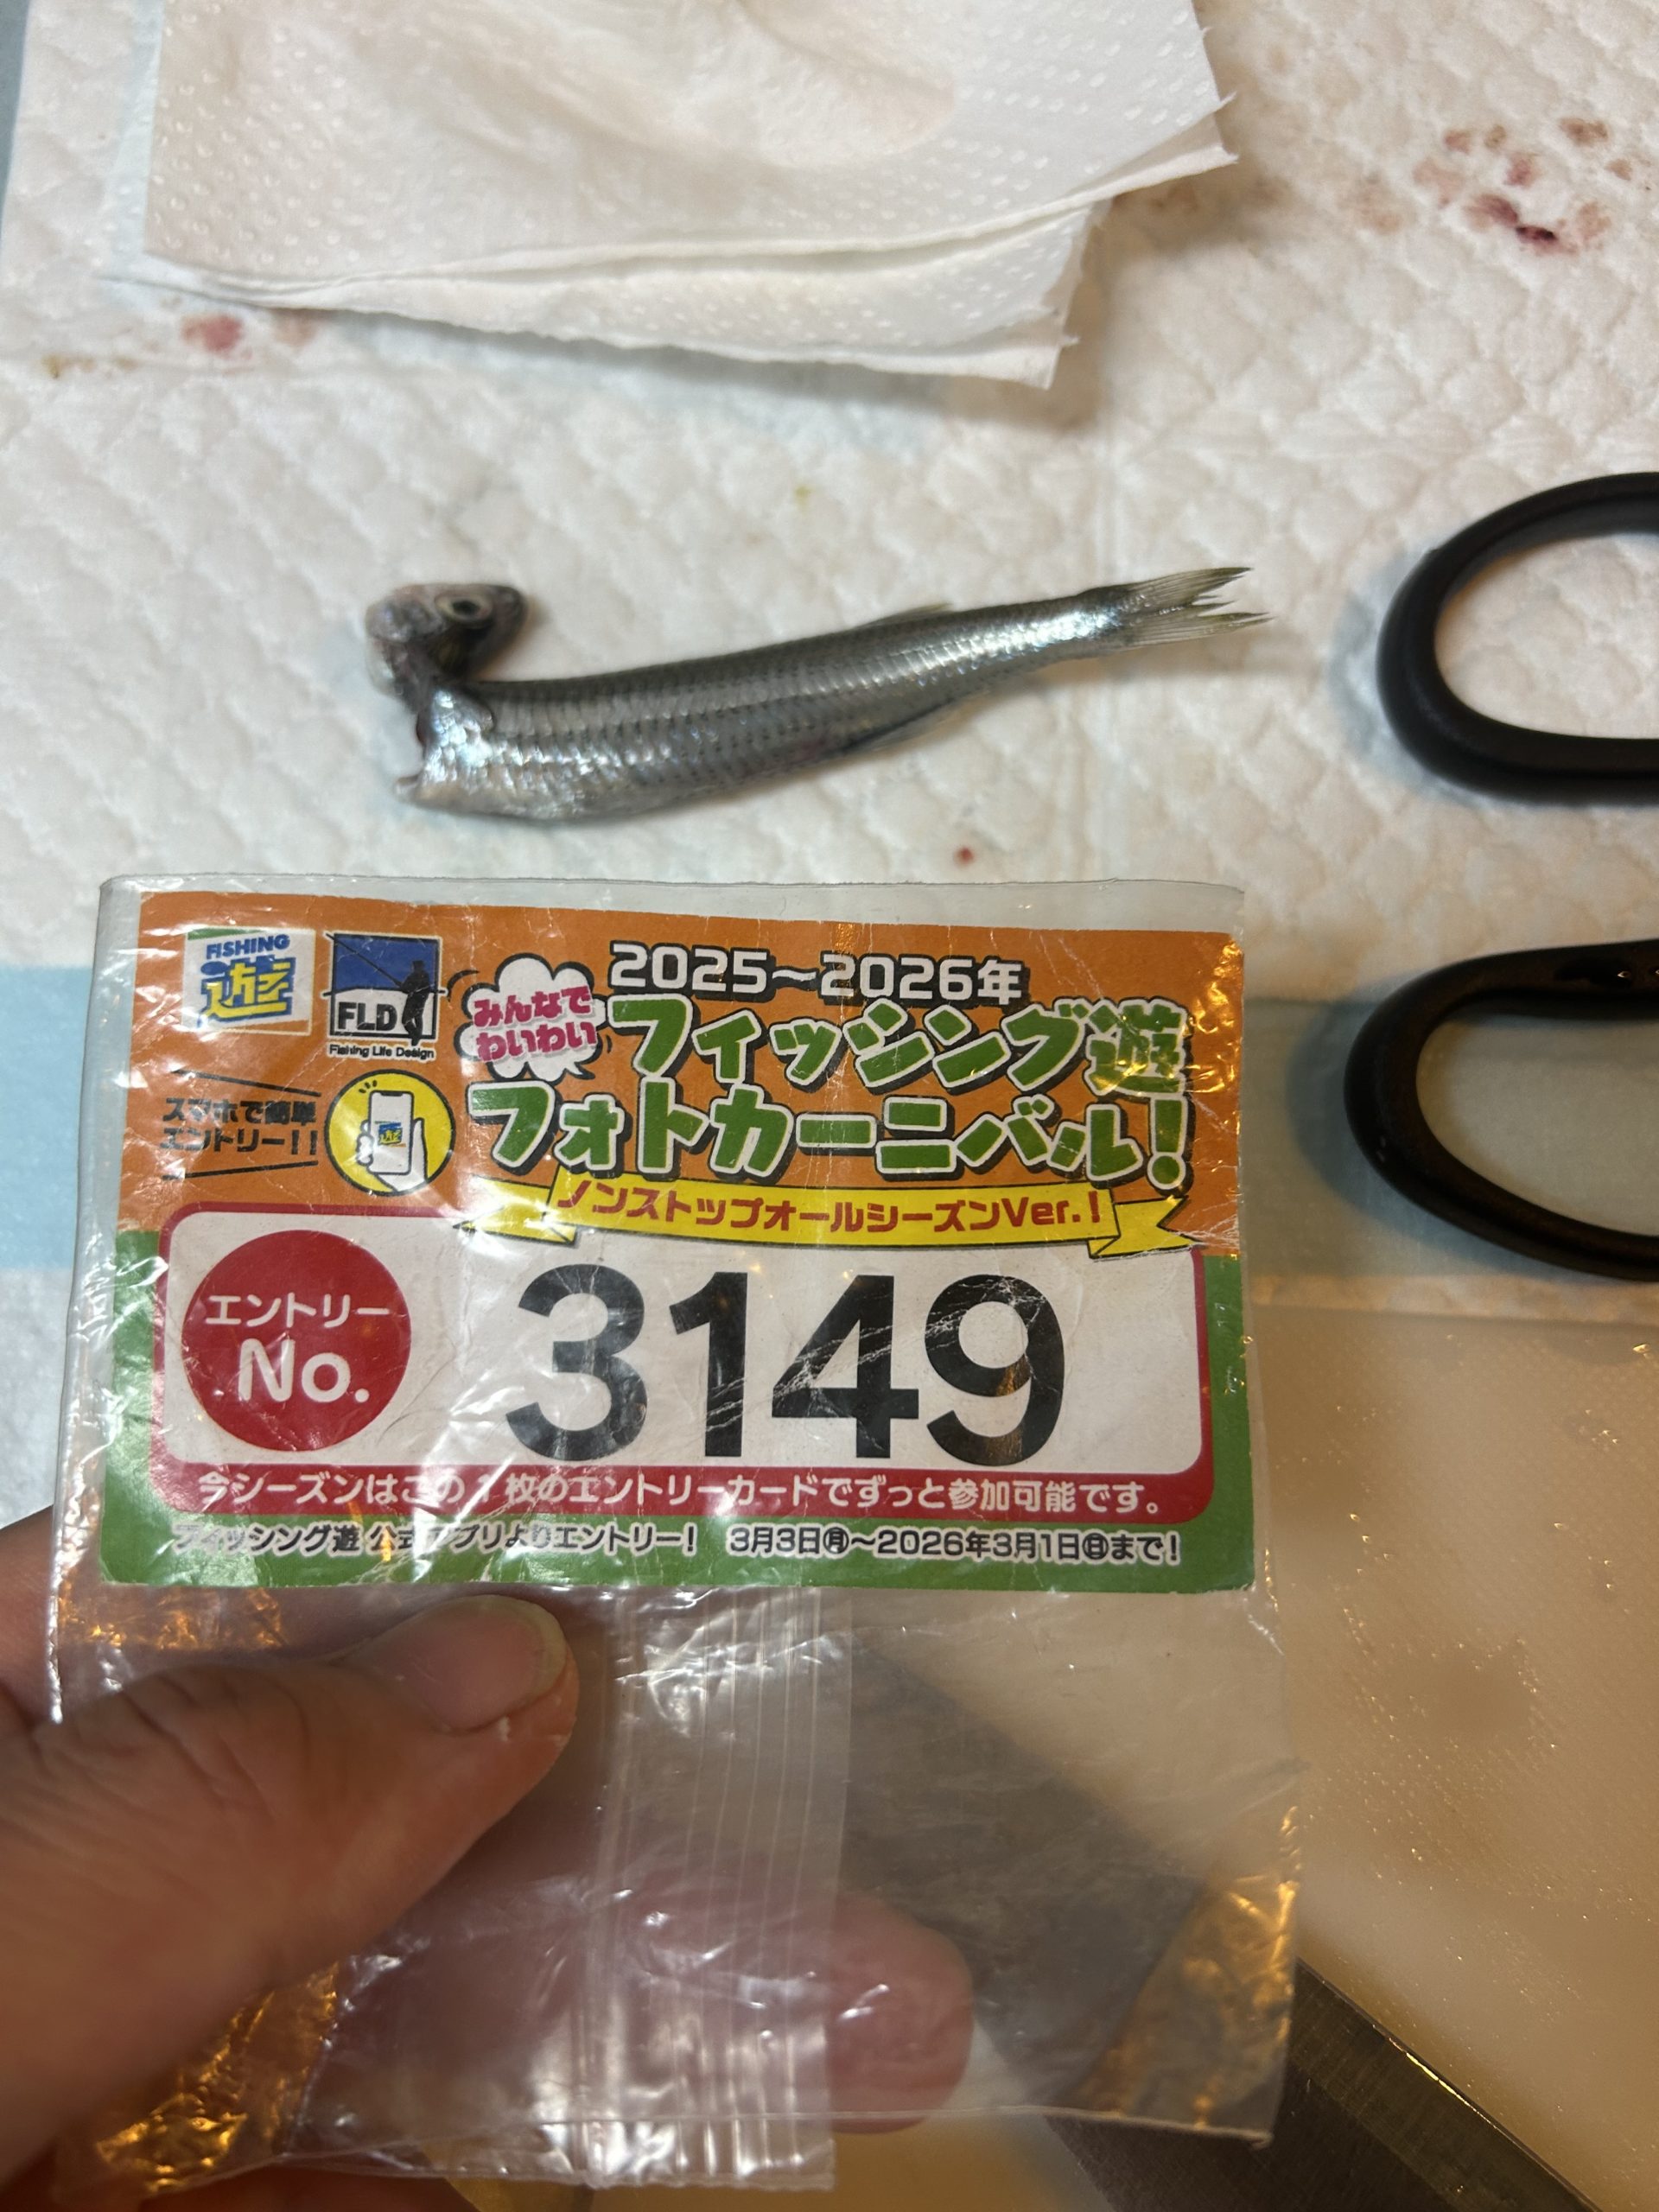 FISHING
遊
FLD
Fishing Life Design
みんなで
わいわい
2025~2026年
フィッシング遊
フォトカーニバル!
スマホで簡単
エントリー!!
遊
ノンストップオールシーズンVer.!
エントリー
No.
3149
今シーズンはこの1枚のエントリーカードでずっと参加可能です。
フィッシング遊 公式アプリよりエントリー! 3月3日㊊~2026年3月1日㊐まで!